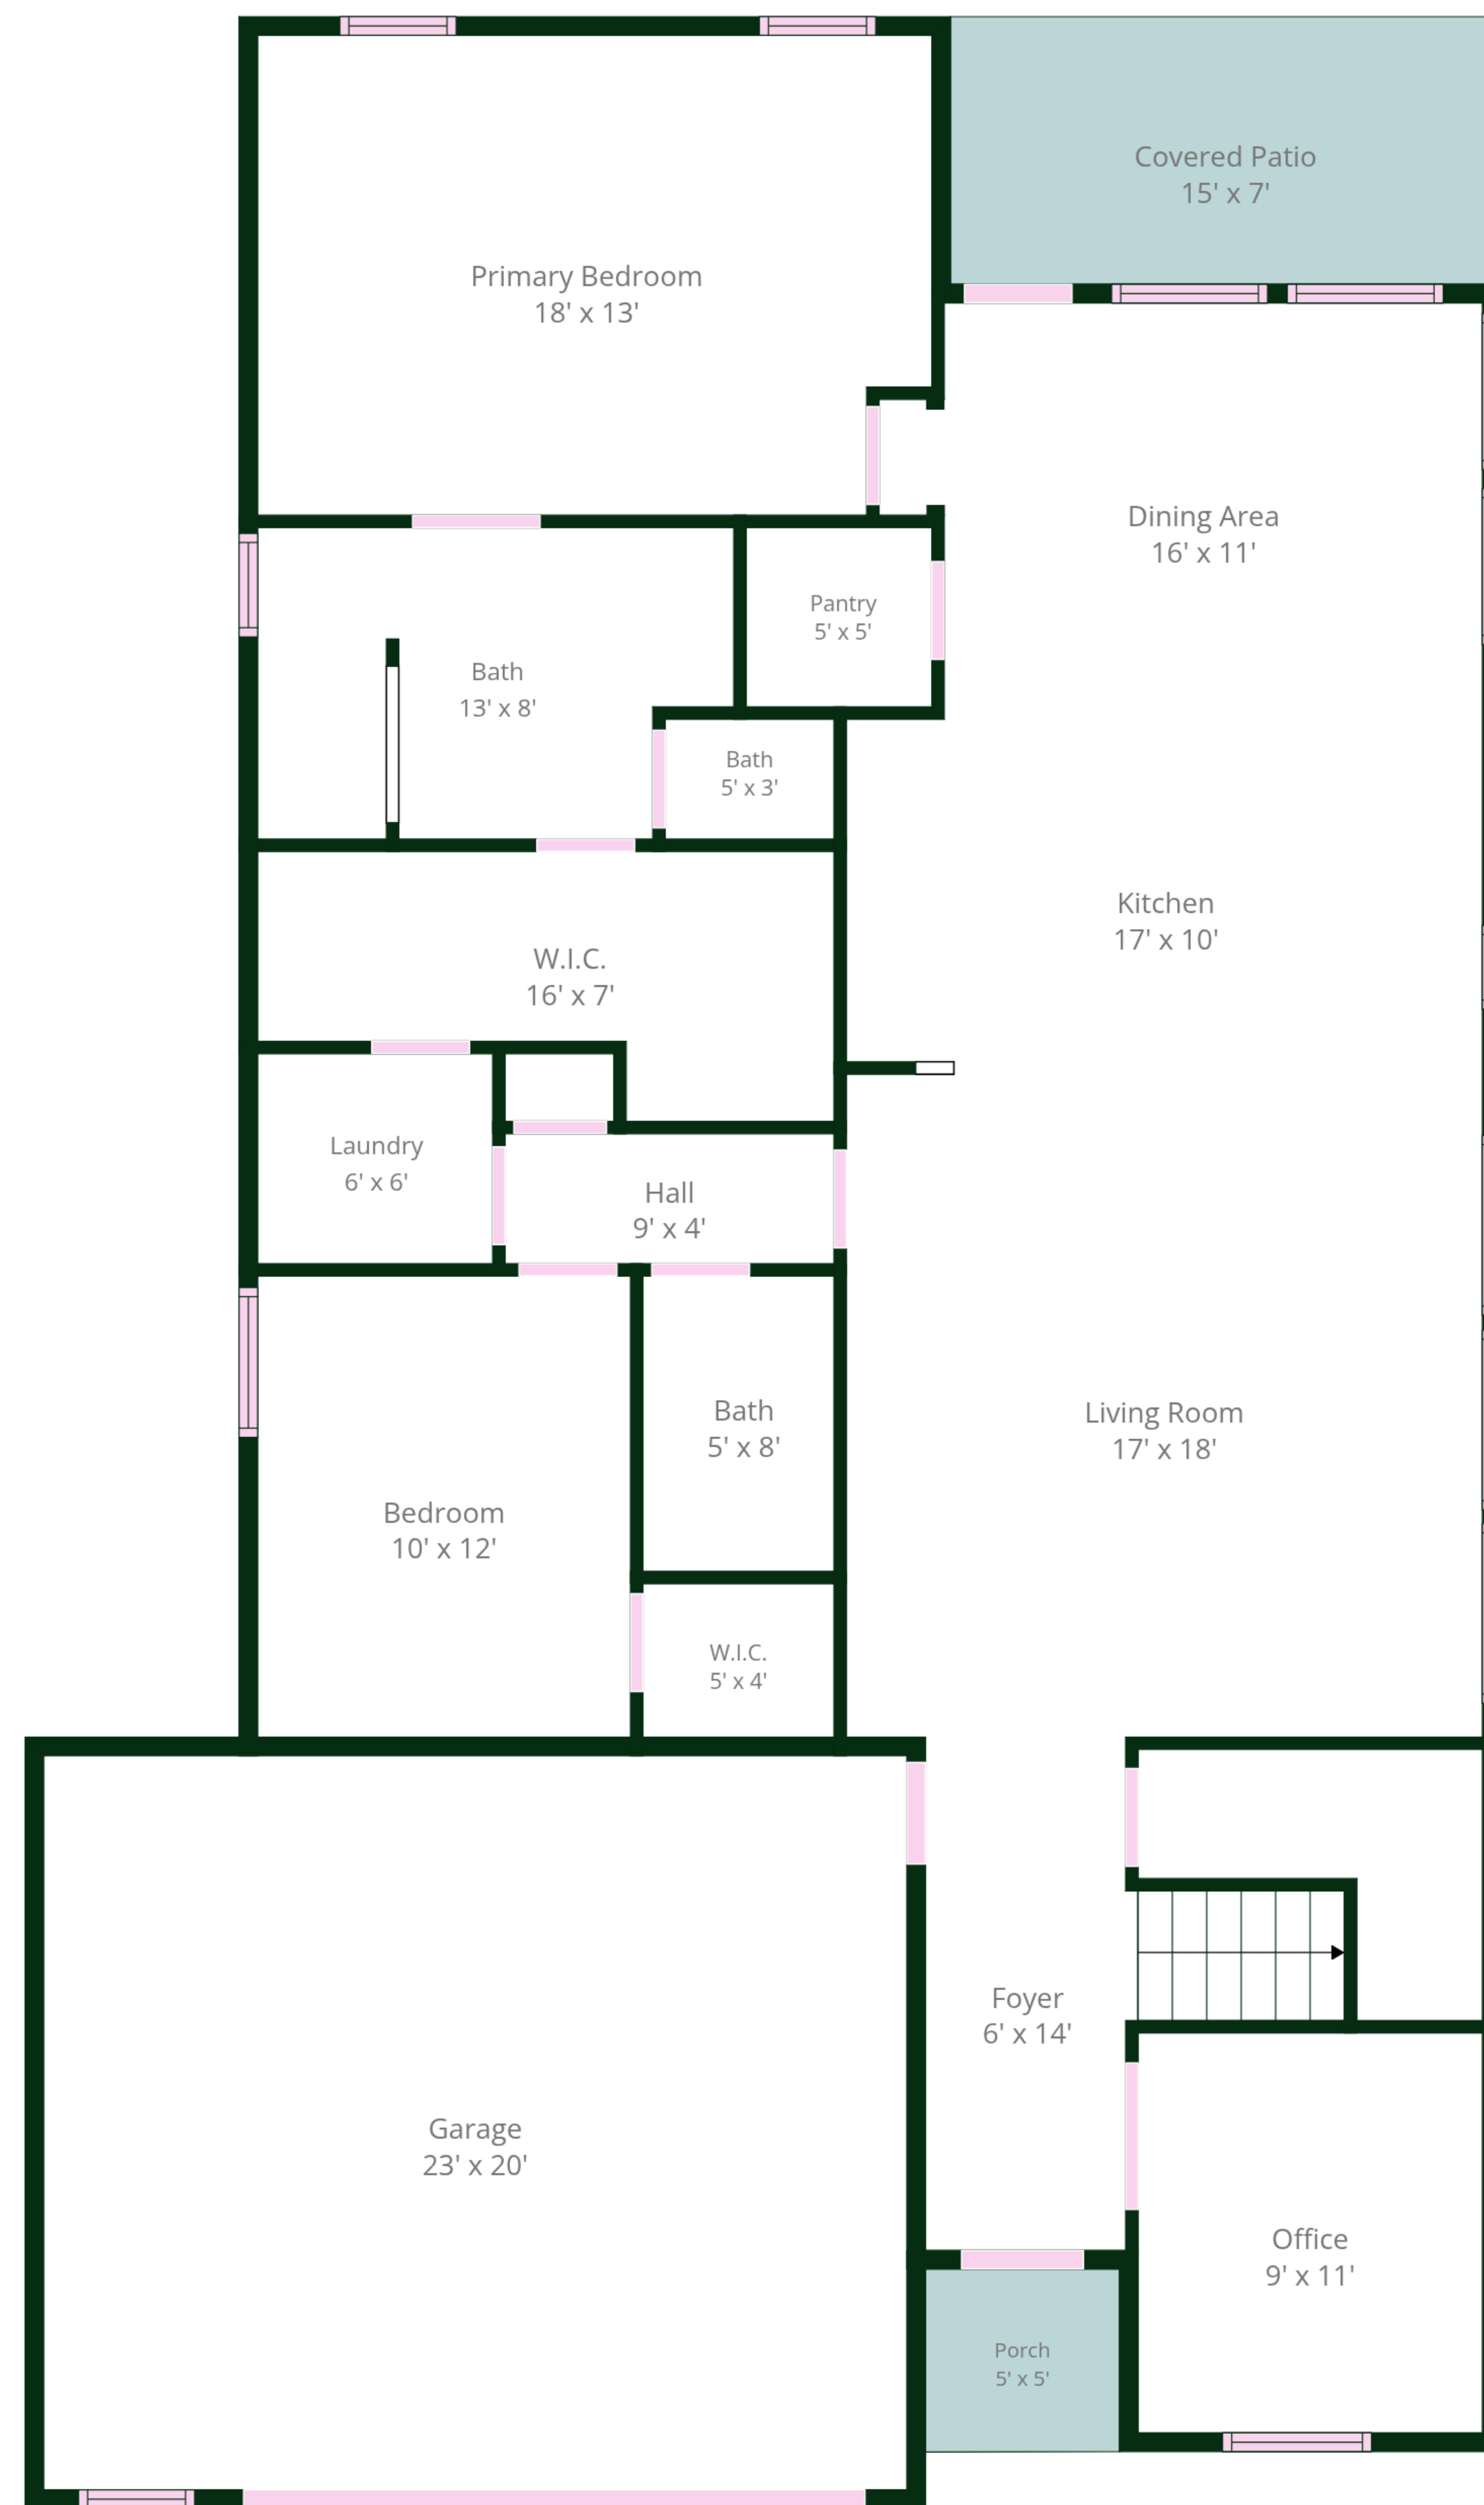 Covered Patio
15' x 7'
Primary Bedroom
18' x 13'
Dining Area
16' x 11'
Pantry
5' x 5'
Bath
13' x 8'
Bath
5' x 3'
Kitchen
17' x 10'
W.I.C.
16' x 7'
Laundry
6' x 6'
Hall
9' x 4'
Bath
5' x 8'
Living Room
17' x 18'
Bedroom
10' x 12'
W.I.C.
5' x 4'
Foyer
6' x 14'
Garage
23' x 20'
Office
9' x 11'
Porch
5' x 5'